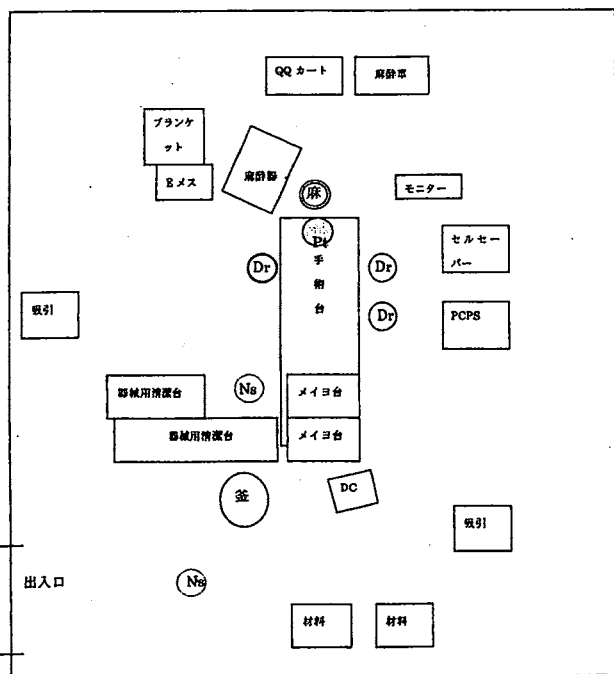 QQカート
麻酔車
ブランケ
ット
Eメス
麻酔器
麻
モニター
Pt
手
術
台
Dr
Dr
セルセー
バー
吸引
Dr
PCPS
器械用清潔台
Ns
メイヨ台
器械用清潔台
メイヨ台
釜
DC
吸引
出入口
Ns
材料
材料